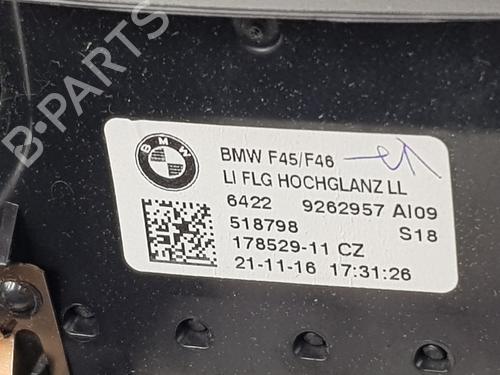 B-PARTS
BMW
BMW F45/F46
LI FLG HOCHGLANZ LL
6422 9262957 AI09
518798 S18
178529-11 CZ
21-11-16 17:31:26